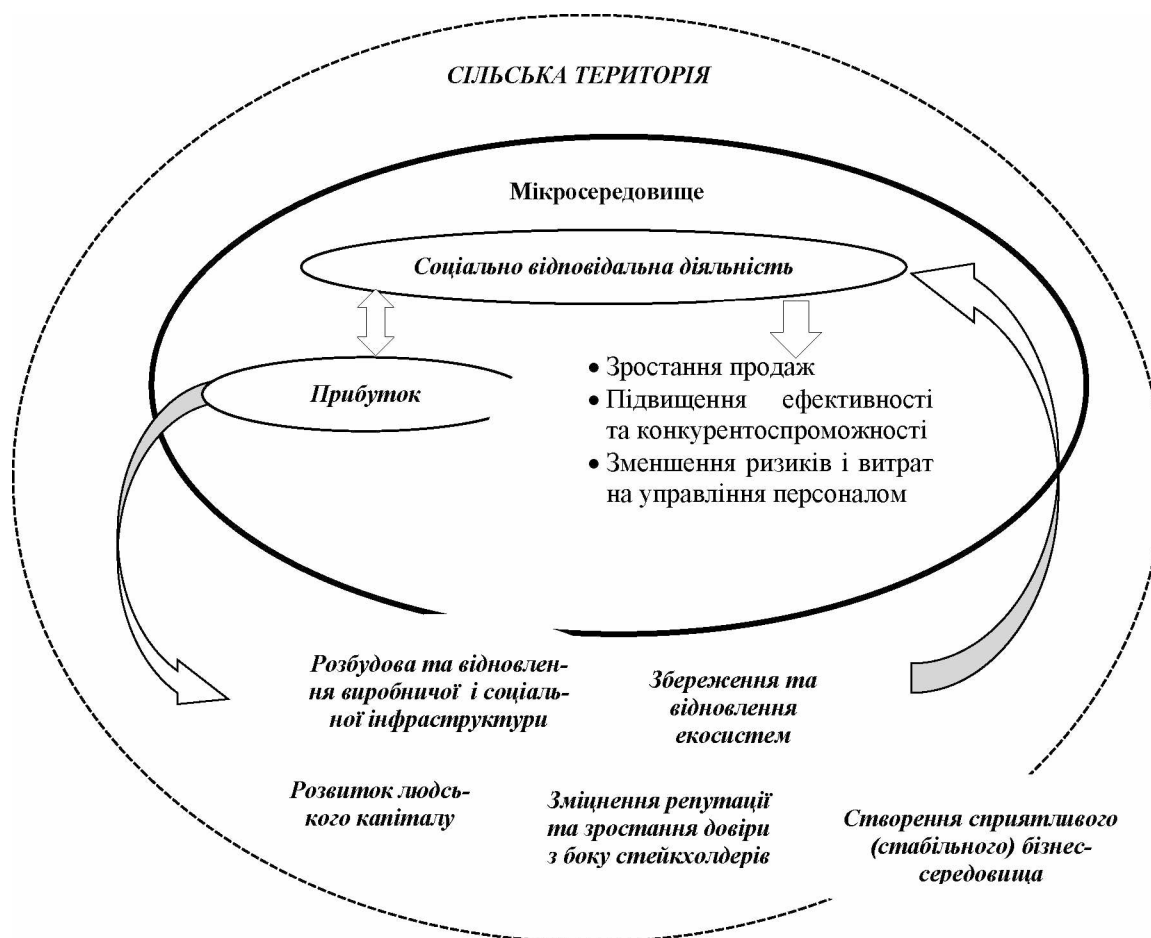 СІЛЬСЬКА ТЕРИТОРІЯ
Мікросередовище
Соціально відповідальна діяльність
Прибуток
• Зростання продаж
• Підвищення ефективності
та конкурентоспроможності
• Зменшення ризиків і витрат
на управління персоналом
Розбудова та відновлен-
ня виробничої і соціаль-
ної інфраструктури
Збереження та
відновлення
екосистем
Розвиток людсь-
кого капіталу
Зміцнення репутації
та зростання довіри
з боку стейкхолдерів
Створення сприятливого
(стабільного) бізнес-
середовища